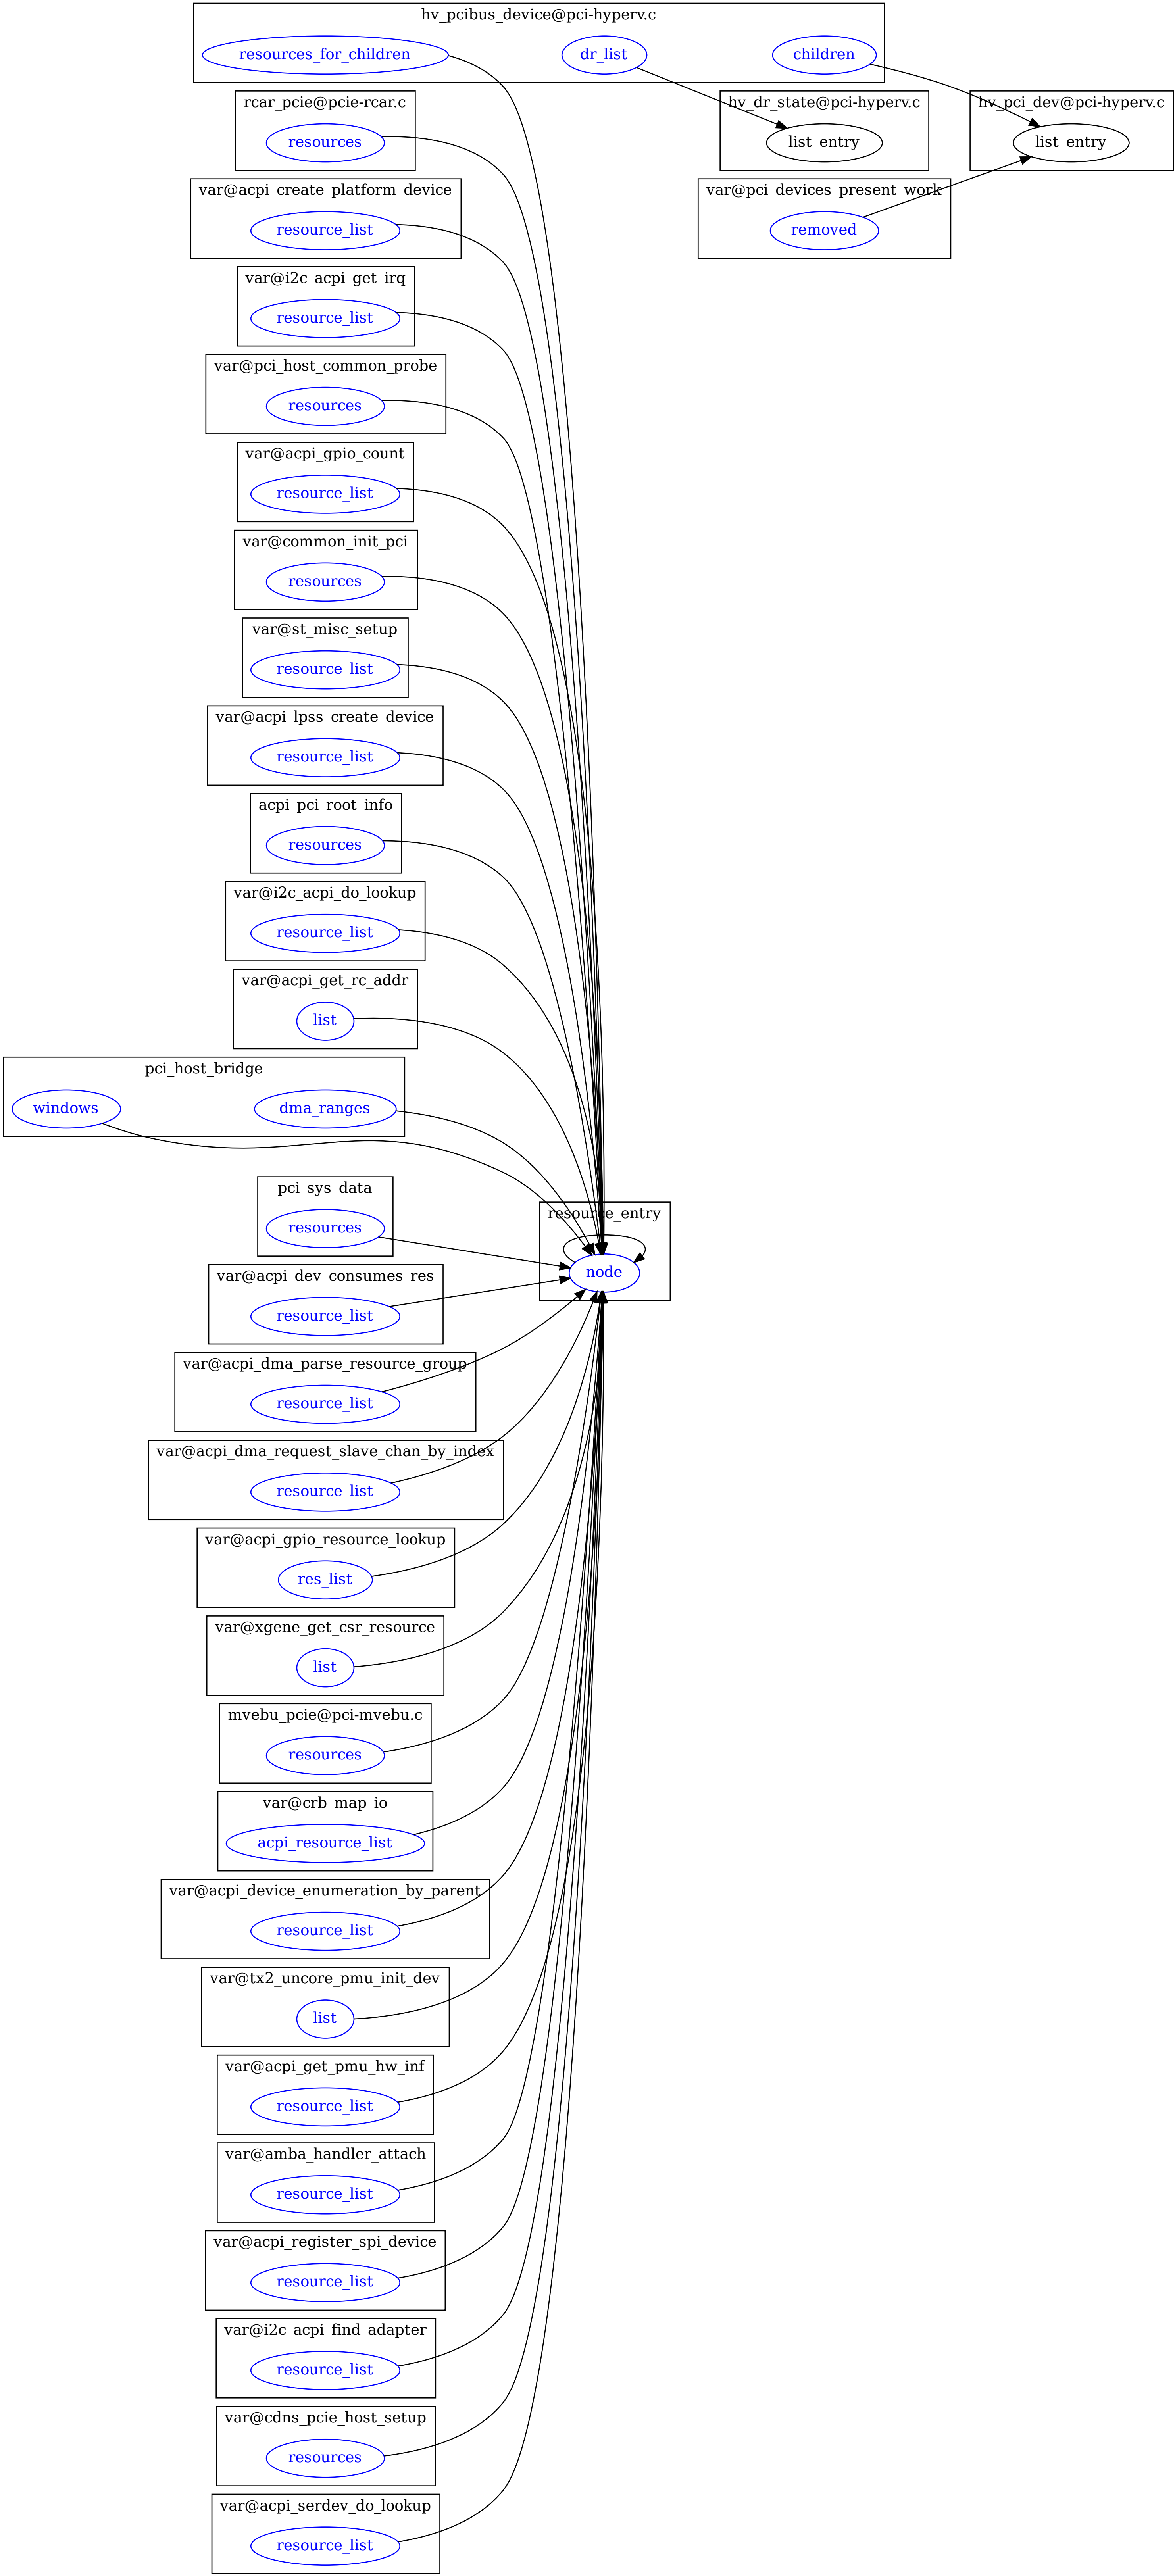 hv_pcibus_device@pci-hyperv.c
resources_for_children
dr_list
children
rcar_pcie@pcie-rcar.c
resources
hv_dr_state@pci-hyperv.c
list_entry
hv_pci_dev@pci-hyperv.c
list_entry
var@acpi_create_platform_device
resource_list
var@pci_devices_present_work
removed
var@i2c_acpi_get_irq
resource_list
var@pci_host_common_probe
resources
var@acpi_gpio_count
resource_list
var@common_init_pci
resources
var@st_misc_setup
resource_list
var@acpi_lpss_create_device
resource_list
acpi_pci_root_info
resources
var@i2c_acpi_do_lookup
resource_list
var@acpi_get_rc_addr
list
pci_host_bridge
windows
dma_ranges
pci_sys_data
resources
resource_entry
node
var@acpi_dev_consumes_res
resource_list
var@acpi_dma_parse_resource_group
resource_list
var@acpi_dma_request_slave_chan_by_index
resource_list
var@acpi_gpio_resource_lookup
res_list
var@xgene_get_csr_resource
list
mvebu_pcie@pci-mvebu.c
resources
var@crb_map_io
acpi_resource_list
var@acpi_device_enumeration_by_parent
resource_list
var@tx2_uncore_pmu_init_dev
list
var@acpi_get_pmu_hw_inf
resource_list
var@amba_handler_attach
resource_list
var@acpi_register_spi_device
resource_list
var@i2c_acpi_find_adapter
resource_list
var@cdns_pcie_host_setup
resources
var@acpi_serdev_do_lookup
resource_list